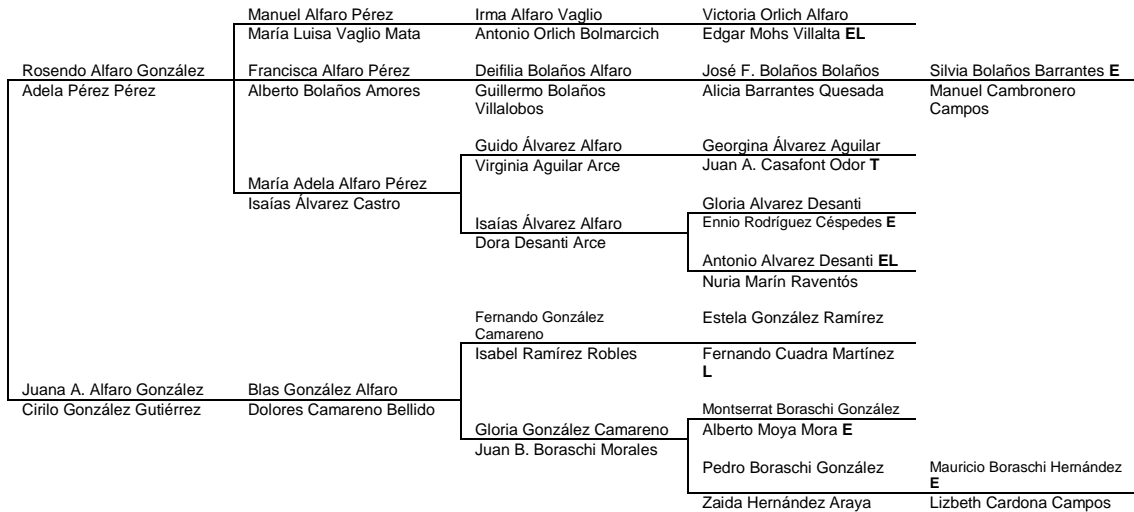 Manuel Alfaro Pérez
Irma Alfaro Vaglio
Victoria Orlich Alfaro
María Luisa Vaglio Mata
Antonio Orlich Bolmarcich
Edgar Mohs Villalta EL
Rosendo Alfaro González
Francisca Alfaro Pérez
Deifilia Bolaños Alfaro
José F. Bolaños Bolaños
Silvia Bolaños Barrantes E
Adela Pérez Pérez
Alberto Bolaños Amores
Guillermo Bolaños
Villalobos
Alicia Barrantes Quesada
Manuel Cambronero
Campos
Guido Álvarez Alfaro
Georgina Álvarez Aguilar
Virginia Aguilar Arce
Juan A. Casafont Odor T
María Adela Alfaro Pérez
Isaías Álvarez Castro
Gloria Alvarez Desanti
Isaías Álvarez Alfaro
Ennio Rodríguez Céspedes E
Dora Desanti Arce
Antonio Alvarez Desanti EL
Nuria Marín Raventós
Fernando González
Camareno
Estela González Ramírez
Isabel Ramírez Robles
Fernando Cuadra Martínez
L
Juana A. Alfaro González
Blas González Alfaro
Cirilo González Gutiérrez
Dolores Camareno Bellido
Montserrat Boraschi González
Gloria González Camareno
Alberto Moya Mora E
Juan B. Boraschi Morales
Pedro Boraschi González
Mauricio Boraschi Hernández
E
Zaida Hernández Araya
Lizbeth Cardona Campos